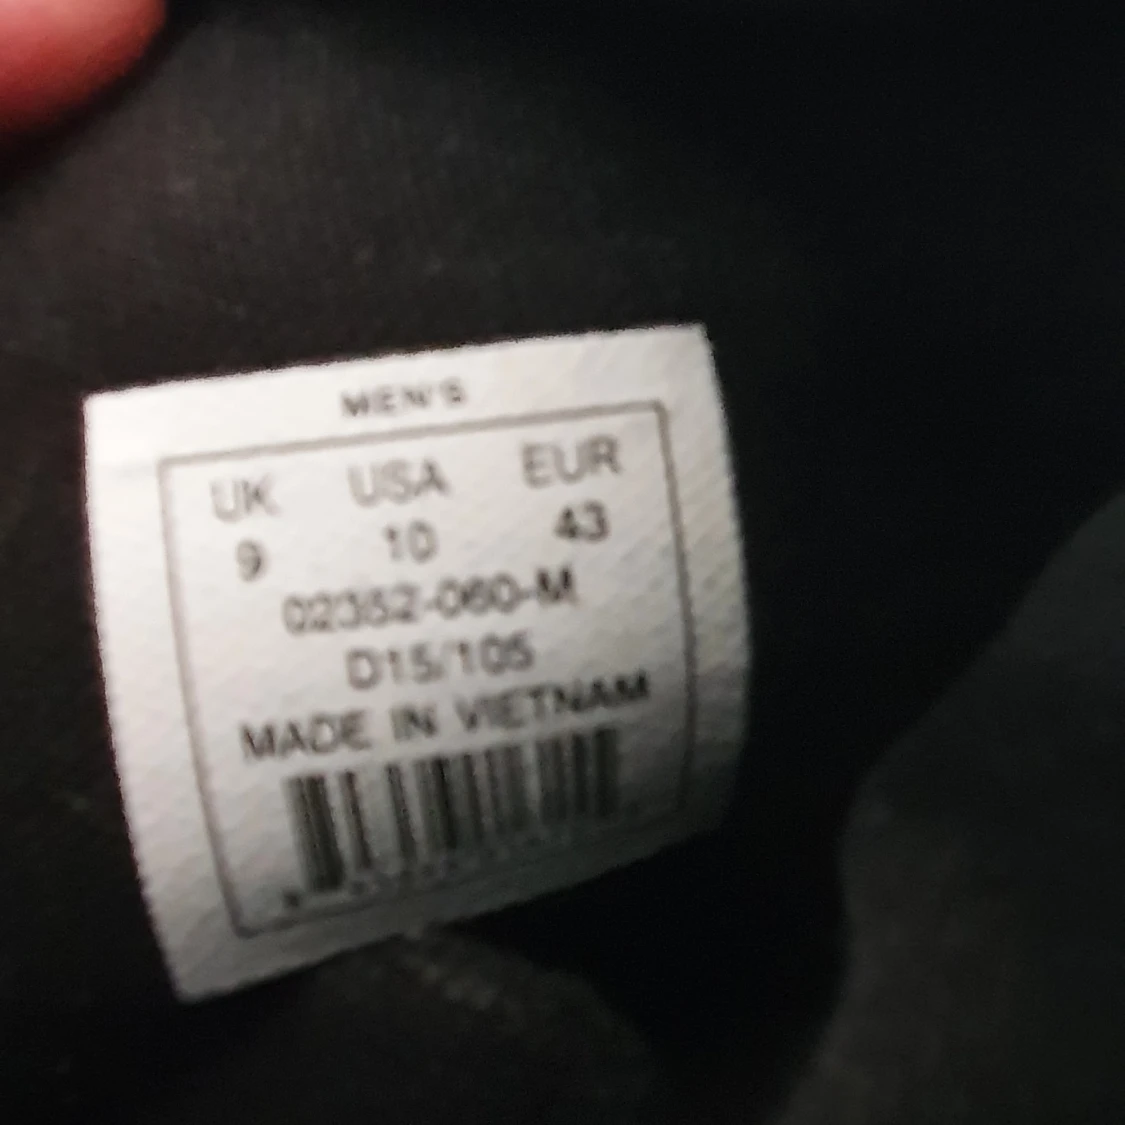 MEN'S
UK USA EUR
9 10 43
02352-060-M
D15/105
MADE IN VIETNAM